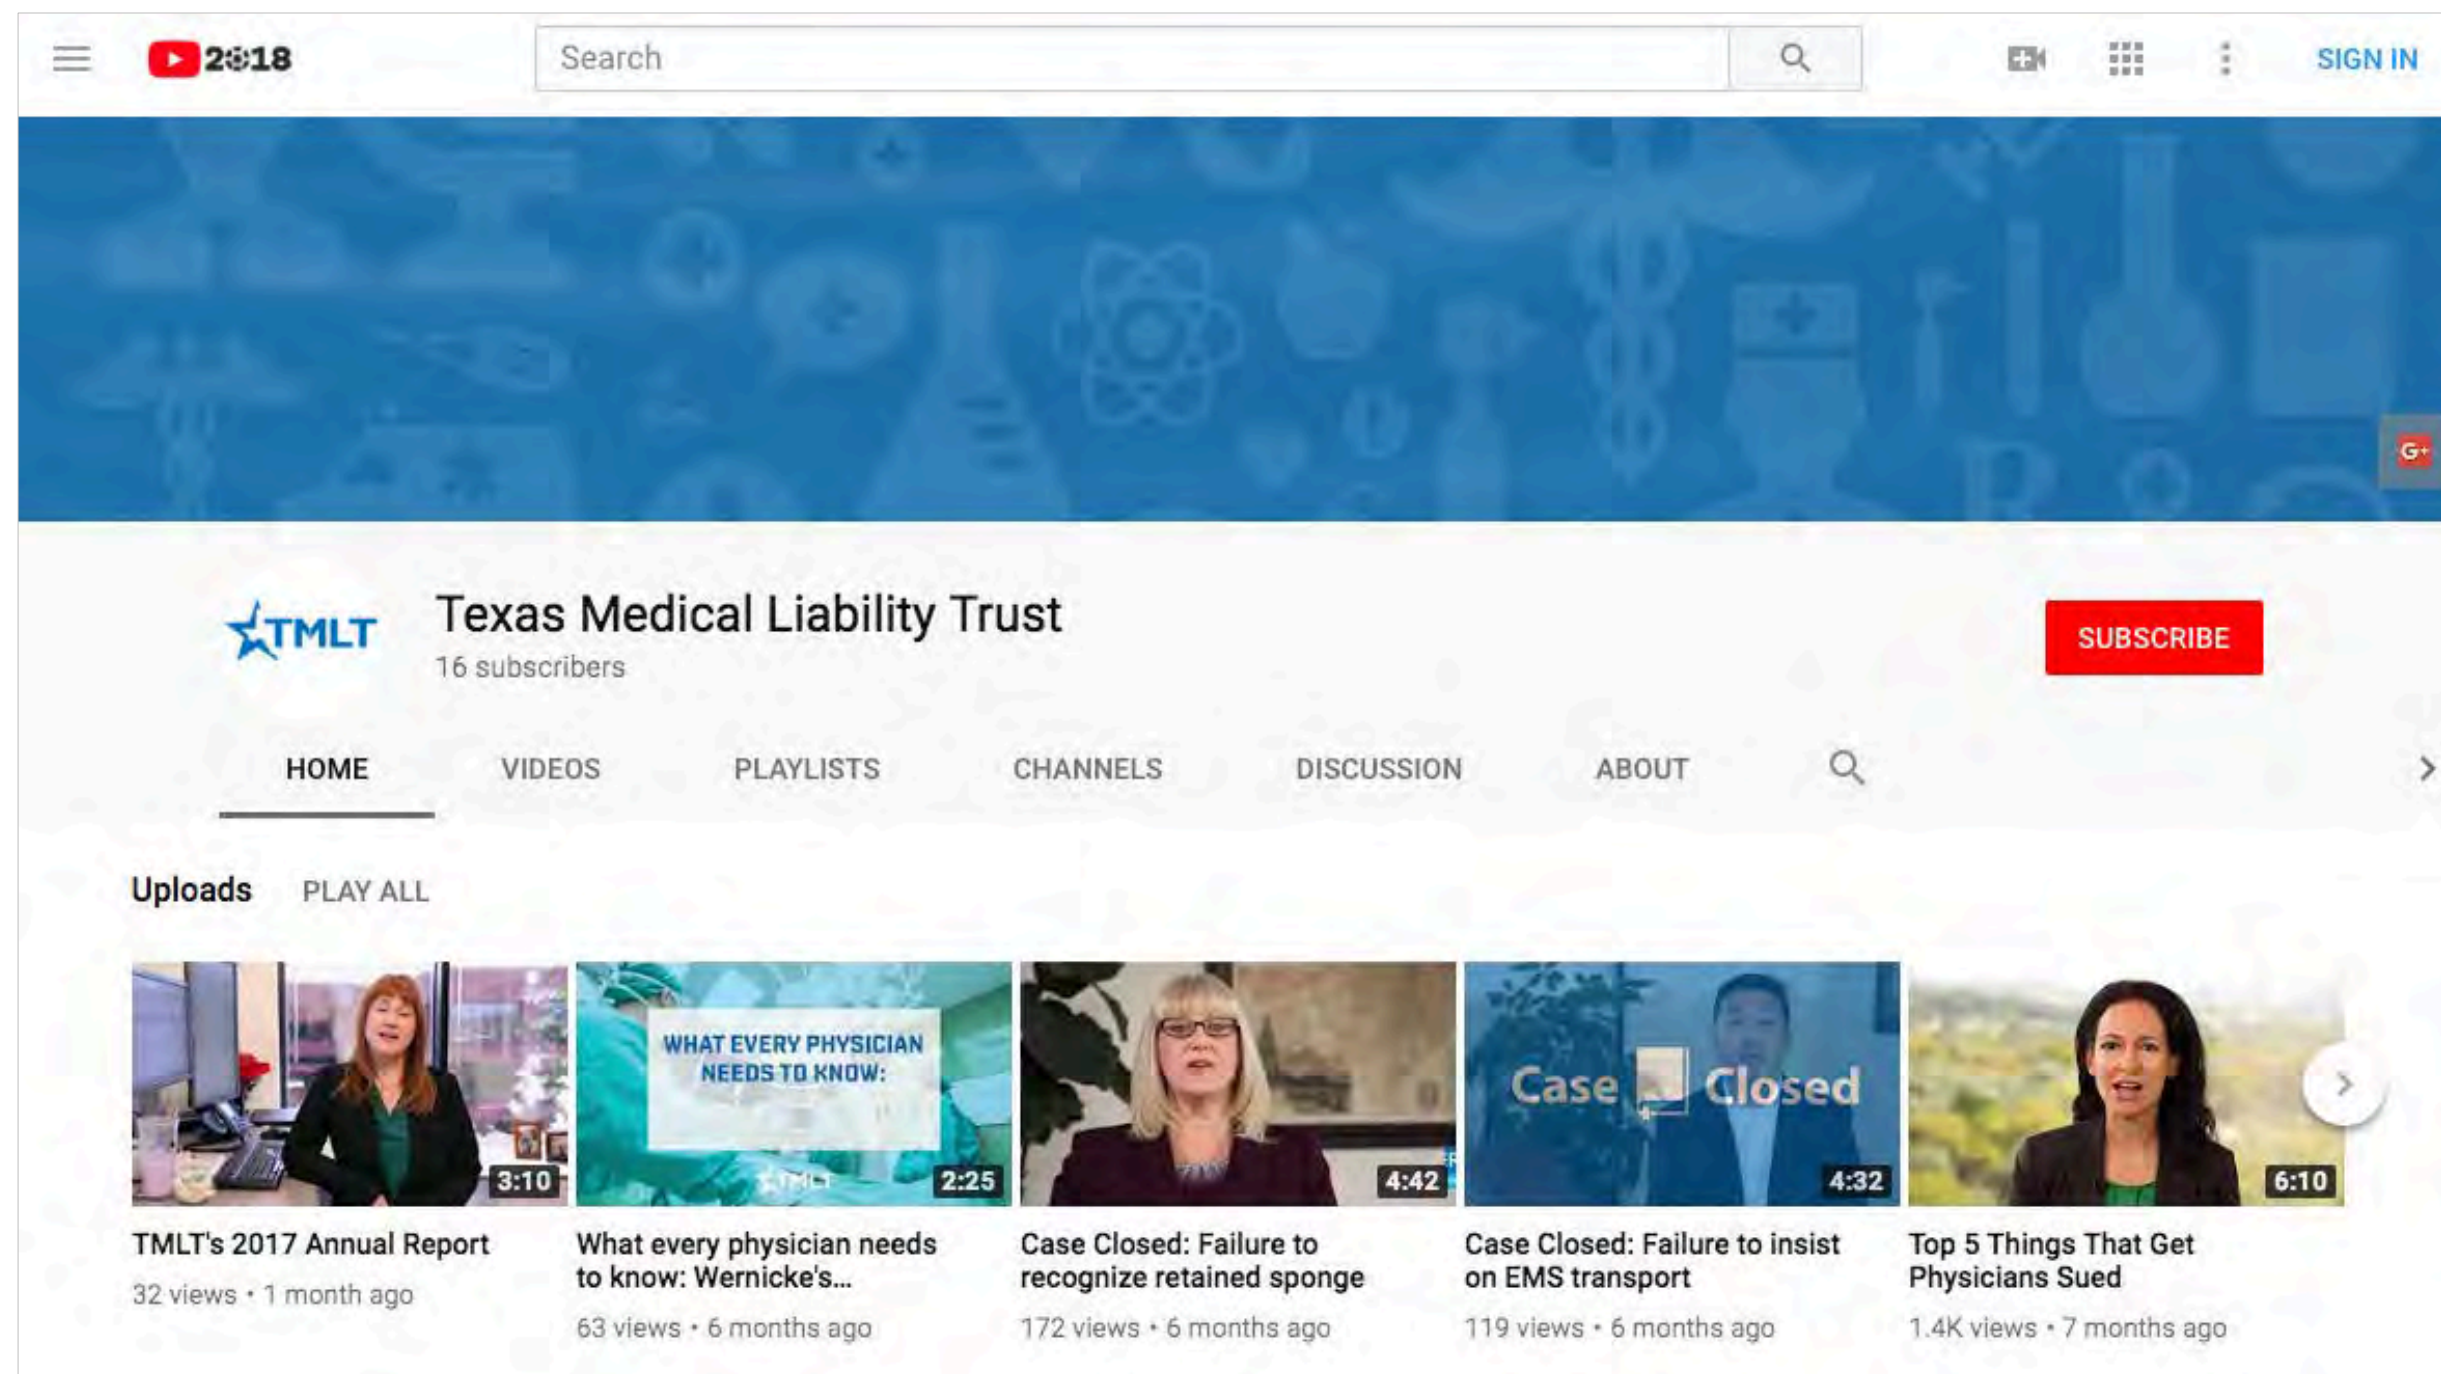 2018
Search
SIGN IN
G+
TMLT
Texas Medical Liability Trust
16 subscribers
SUBSCRIBE
HOME VIDEOS PLAYLISTS CHANNELS DISCUSSION ABOUT
Uploads PLAY ALL
WHAT EVERY PHYSICIAN
NEEDS TO KNOW:
TMLT
Case Closed
3:10 2:25 4:42 4:32 6:10
TMLT's 2017 Annual Report
32 views • 1 month ago
What every physician needs
to know: Wernicke's...
63 views • 6 months ago
Case Closed: Failure to
recognize retained sponge
172 views • 6 months ago
Case Closed: Failure to insist
on EMS transport
119 views • 6 months ago
Top 5 Things That Get
Physicians Sued
1.4K views • 7 months ago